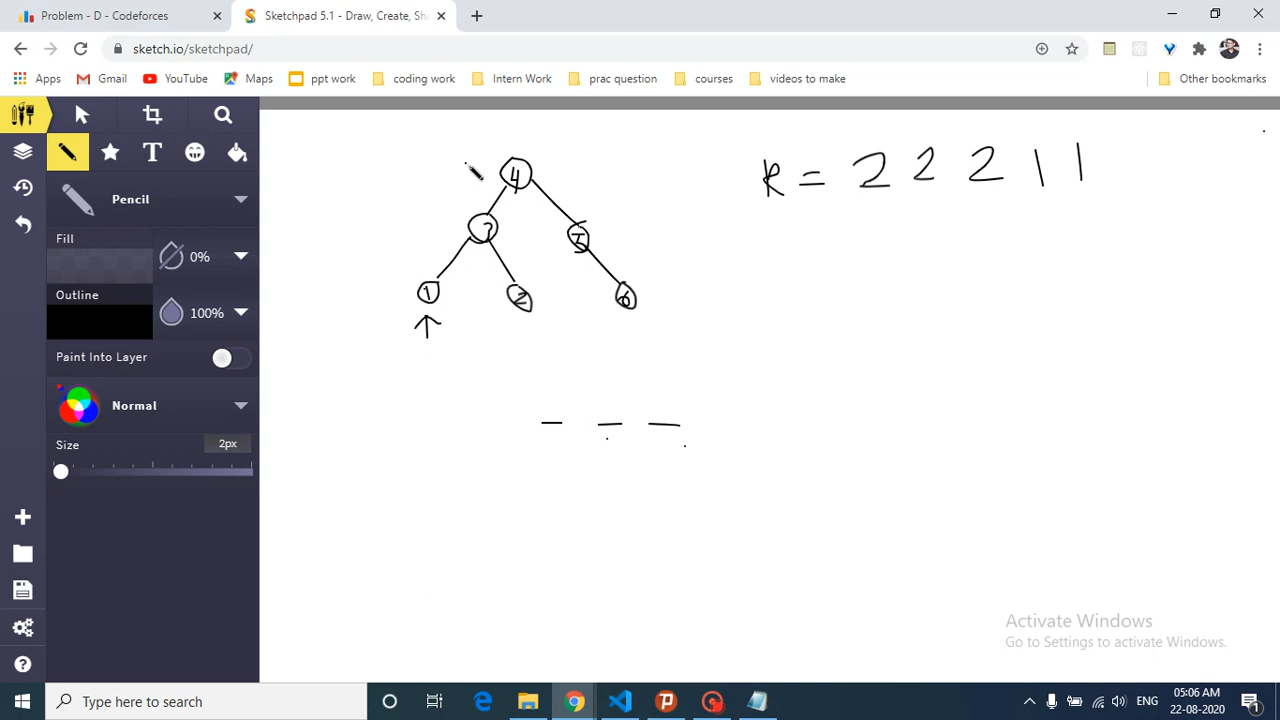 Problem - D - Codeforces
Sketchpad 5.1 - Draw, Create, Sh
sketch.io/sketchpad/
Apps Gmail YouTube Maps ppt work coding work Intern Work prac question courses videos to make Other bookmarks
Pencil
Fill
0%
Outline
100%
Paint Into Layer
Normal
Size
2px
4
3
5
1
2
6
K = 2 2 2 1 1
Activate Windows
Go to Settings to activate Windows.
Type here to search
ENG
05:06 AM
22-08-2020
1